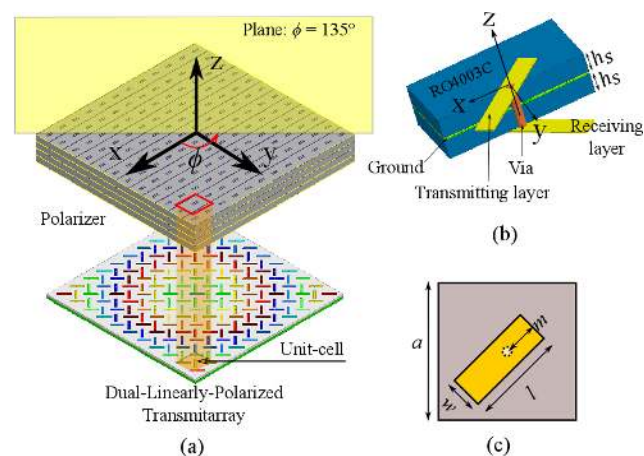 Plane: ϕ = 135°
z
x
ϕ
y
Polarizer
Unit-cell
Dual-Linearly-Polarized
Transmitarray
(a)
Z
RO4003C
hs
hs
X
y
Receiving
layer
Ground
Via
Transmitting layer
(b)
a
m
w
l
(c)